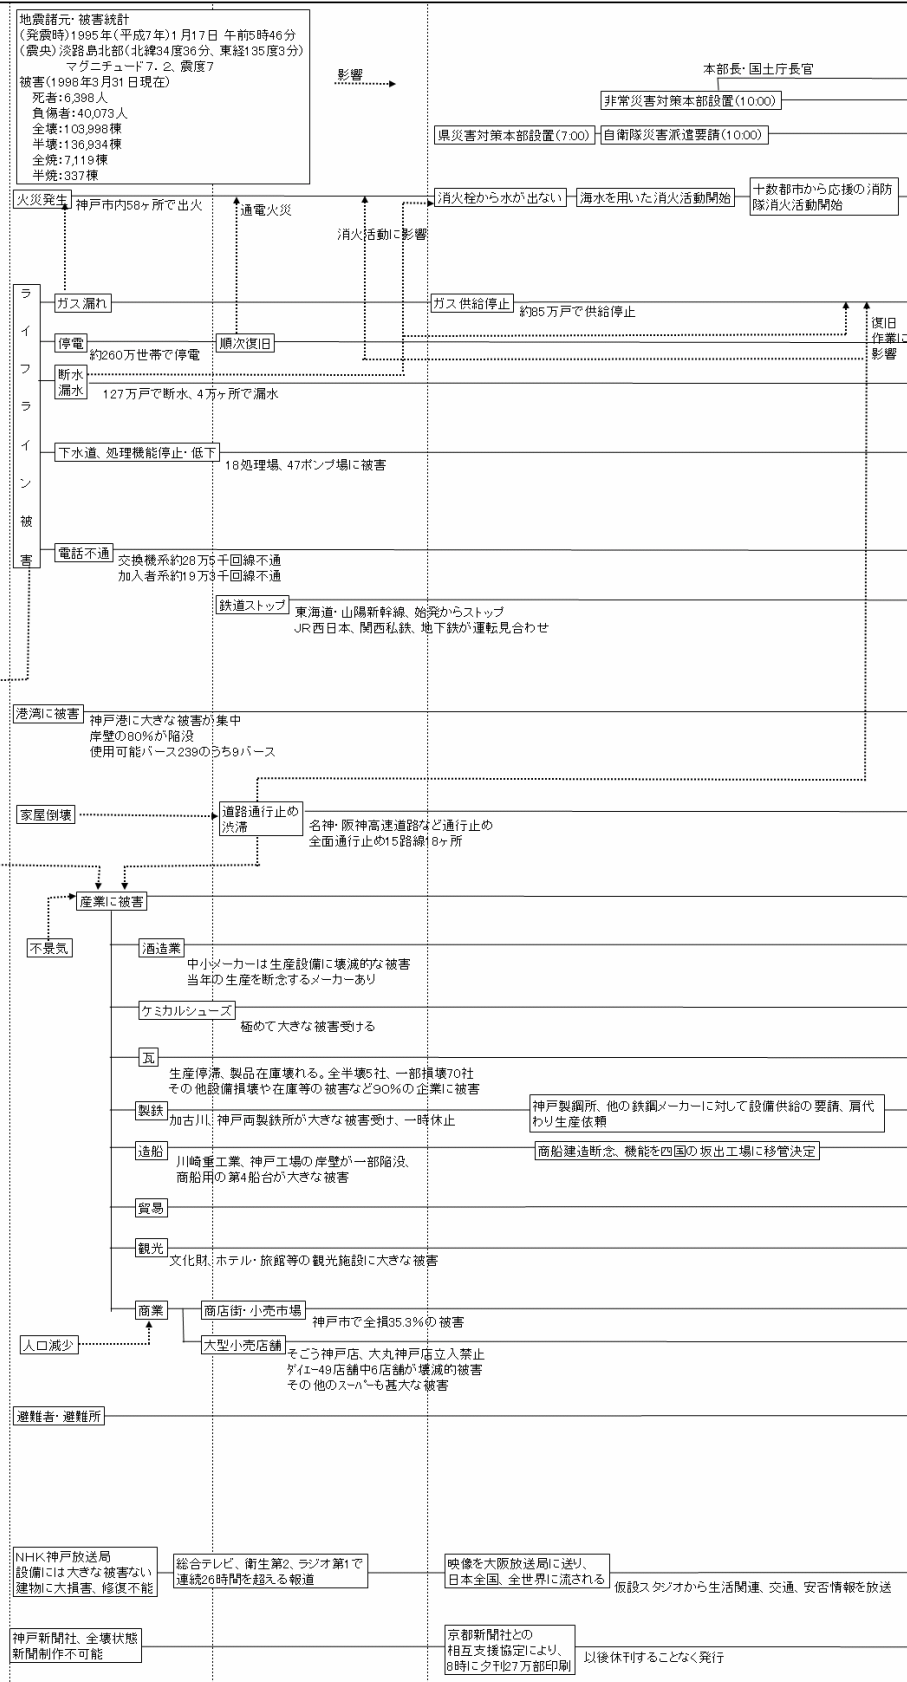 地震諸元・被害統計
(発震時)1995年(平成7年)1月17日 午前5時46分
(震央)淡路島北部(北緯34度36分、東経135度3分)
マグニチュード7．2、震度7
被害(1998年3月31日現在)
死者:6,398人
負傷者:40,073人
全壊:103,998棟
半壊:136,934棟
全焼:7,119棟
半焼:337棟
影響
本部長・国土庁長官
非常災害対策本部設置(10:00)
県災害対策本部設置(7:00)
自衛隊災害派遣要請(10:00)
火災発生
神戸市内58ヶ所で出火
通電火災
消火活動に影響
消火栓から水が出ない
海水を用いた消火活動開始
十数都市から応援の消防
隊消火活動開始
ライフライン被害
ガス漏れ
ガス供給停止
約85万戸で供給停止
復旧
作業に
影響
停電
約260万世帯で停電
順次復旧
断水
漏水
127万戸で断水、4万ヶ所で漏水
下水道、処理機能停止・低下
18処理場、47ポンプ場に被害
電話不通
交換機系約28万5千回線不通
加入者系約19万3千回線不通
鉄道ストップ
東海道・山陽新幹線、始発からストップ
JR西日本、関西私鉄、地下鉄が運転見合わせ
港湾に被害
神戸港に大きな被害が集中
岸壁の80%が陥没
使用可能バース239のうち9バース
家屋倒壊
道路通行止め
渋滞
名神・阪神高速道路など通行止め
全面通行止め15路線18ヶ所
産業に被害
不景気
酒造業
中小メーカーは生産設備に壊滅的な被害
当年の生産を断念するメーカーあり
ケミカルシューズ
極めて大きな被害受ける
瓦
生産停滞、製品在庫壊れる。全半壊5社、一部損壊70社
その他設備損壊や在庫等の被害など90%の企業に被害
製鉄
加古川、神戸両製鉄所が大きな被害受け、一時休止
神戸製鋼所、他の鉄鋼メーカーに対して設備供給の要請、肩代
わり生産依頼
造船
川崎重工業、神戸工場の岸壁が一部陥没、
商船用の第4船台が大きな被害
商船建造断念、機能を四国の坂出工場に移管決定
貿易
観光
文化財、ホテル・旅館等の観光施設に大きな被害
商業
商店街・小売市場
神戸市で全損35.3%の被害
人口減少
大型小売店舗
そごう神戸店、大丸神戸店立入禁止
ﾀﾞｲｴｰ49店舗中6店舗が壊滅的被害
その他のｽｰﾊﾟｰも甚大な被害
避難者・避難所
NHK神戸放送局
設備には大きな被害ない
建物に大損害、修復不能
総合テレビ、衛生第2、ラジオ第1で
連続26時間を超える報道
映像を大阪放送局に送り、
日本全国、全世界に流される
仮設スタジオから生活関連、交通、安否情報を放送
神戸新聞社、全壊状態
新聞制作不可能
京都新聞社との
相互支援協定により、
8時に夕刊27万部印刷
以後休刊することなく発行